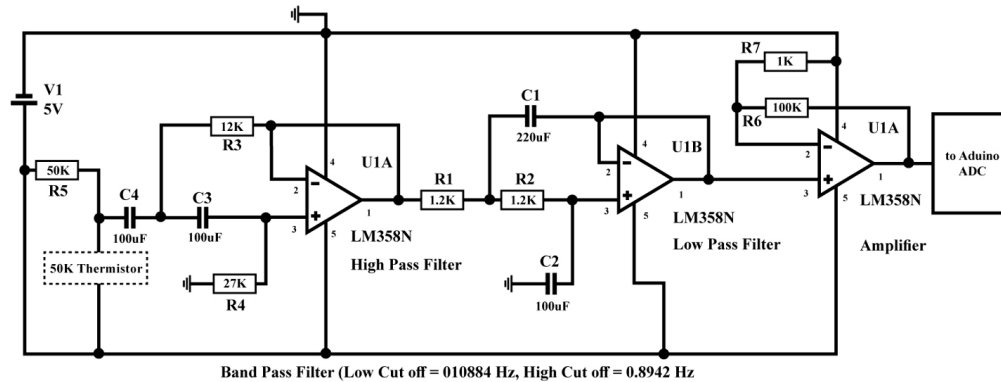 V1
5V
50K
R5
50K Thermistor
C4
100uF
C3
100uF
12K
R3
27K
R4
2
3
4
1
5
U1A
LM358N
High Pass Filter
R1
1.2K
R2
1.2K
C1
220uF
C2
100uF
2
3
4
1
5
U1B
LM358N
Low Pass Filter
R7
1K
R6
100K
U1A
2
3
4
1
5
LM358N
Amplifier
to Aduino
ADC
Band Pass Filter (Low Cut off = 010884 Hz, High Cut off = 0.8942 Hz